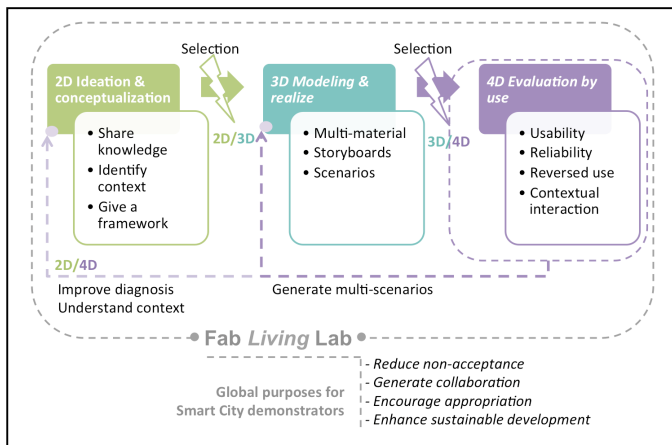 Selection
Selection
2D Ideation &
conceptualization
3D Modeling &
realize
4D Evaluation by
use
• Share
knowledge
• Identify
context
• Give a
framework
2D/3D
• Multi-material
• Storyboards
• Scenarios
3D/4D
• Usability
• Reliability
• Reversed use
• Contextual
interaction
2D/4D
Improve diagnosis
Understand context
Generate multi-scenarios
Fab Living Lab
Global purposes for
Smart City demonstrators
- Reduce non-acceptance
- Generate collaboration
- Encourage appropriation
- Enhance sustainable development